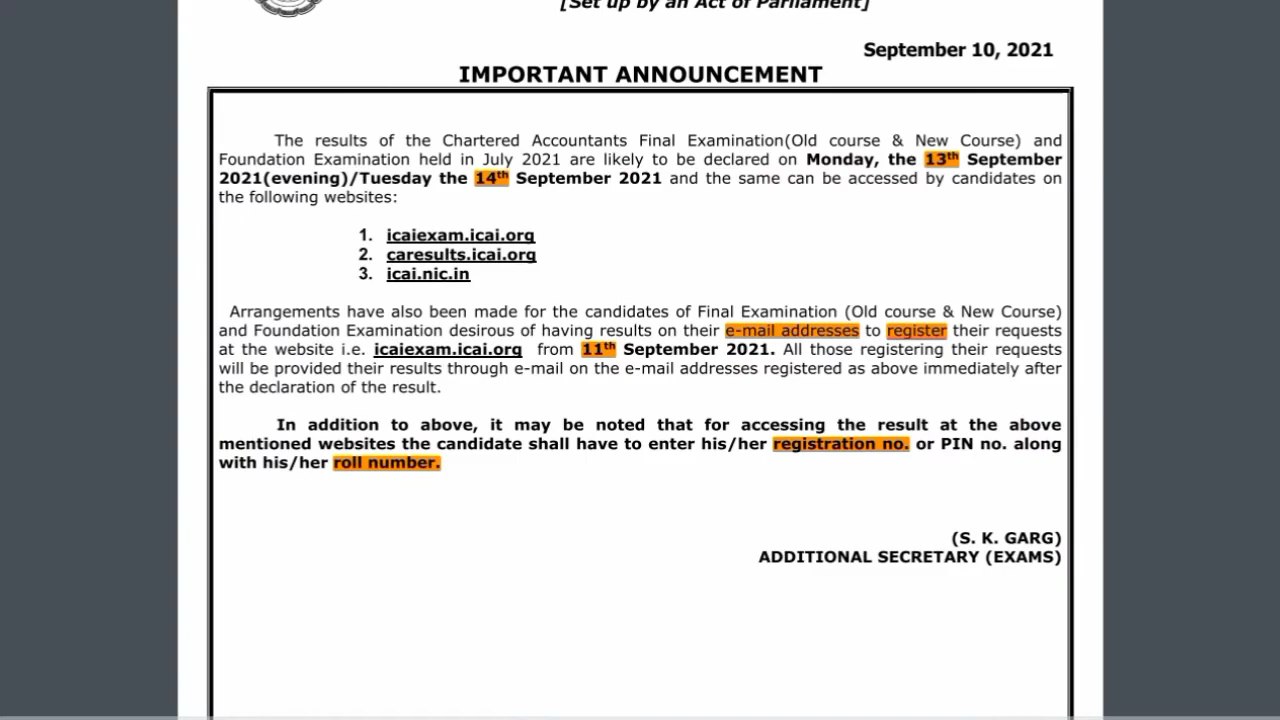 [Set up by an Act of Parliament]
September 10, 2021
IMPORTANT ANNOUNCEMENT
The results of the Chartered Accountants Final Examination(Old course & New Course) and
Foundation Examination held in July 2021 are likely to be declared on Monday, the 13th September
2021(evening)/Tuesday the 14th September 2021 and the same can be accessed by candidates on
the following websites:
1. icaiexam.icai.org
2. caresults.icai.org
3. icai.nic.in
Arrangements have also been made for the candidates of Final Examination (Old course & New Course)
and Foundation Examination desirous of having results on their e-mail addresses to register their requests
at the website i.e. icaiexam.icai.org from 11th September 2021. All those registering their requests
will be provided their results through e-mail on the e-mail addresses registered as above immediately after
the declaration of the result.
In addition to above, it may be noted that for accessing the result at the above
mentioned websites the candidate shall have to enter his/her registration no. or PIN no. along
with his/her roll number.
(S. K. GARG)
ADDITIONAL SECRETARY (EXAMS)